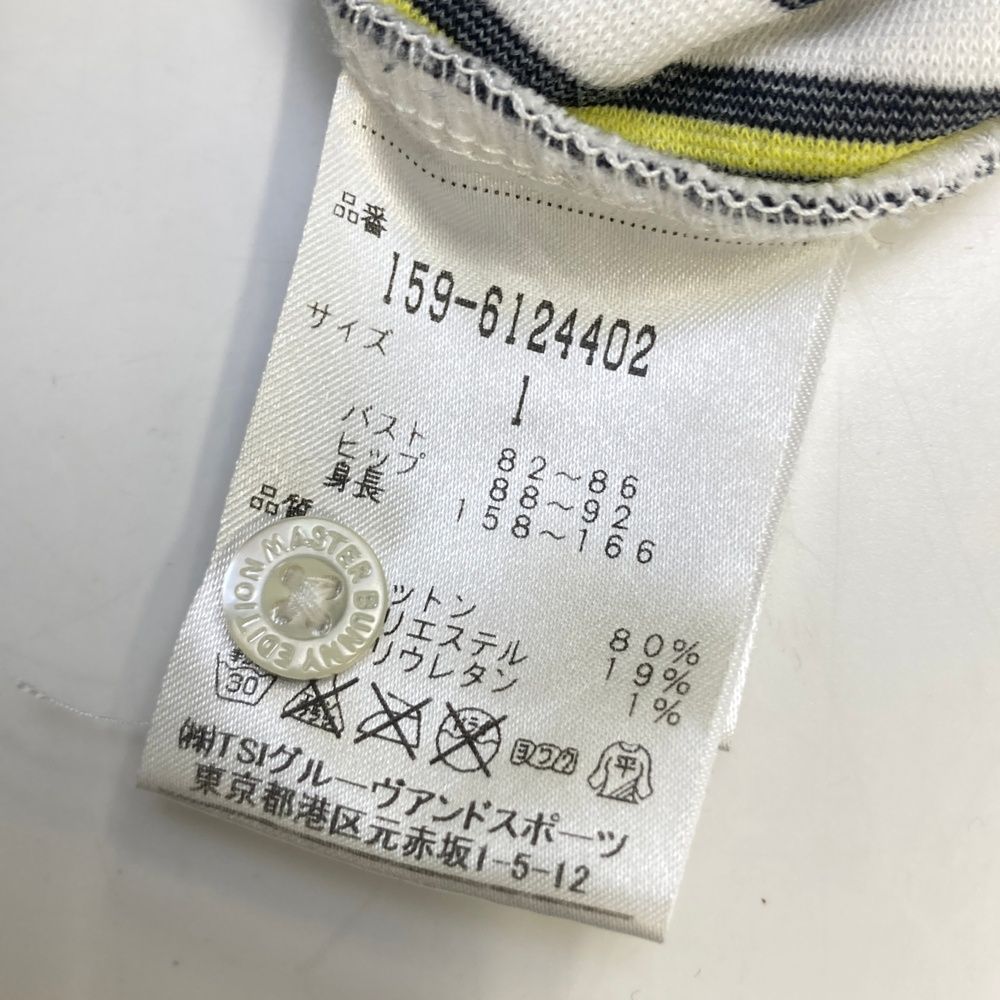 品番
159-6124402
サイズ
1
バスト 82～86
ヒップ 88～92
身長 158～166
品質
MASTER BUNNY EDITION
ットン 80%
リエステル 19%
リウレタン 1%
30
ヨワク
平
㈱TSIグルーヴアンドスポーツ
東京都港区元赤坂1-5-12